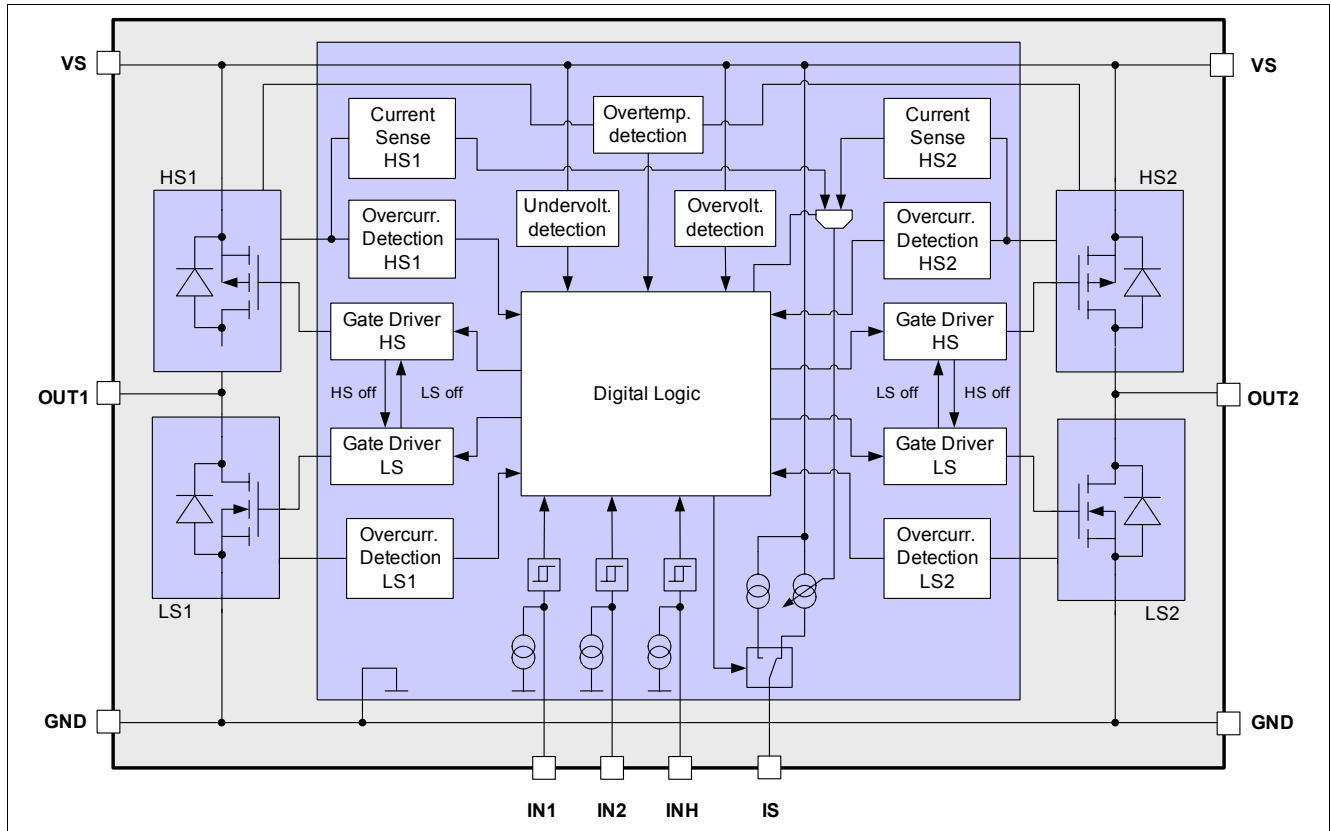 VS
VS
Current
Sense
HS1
Overtemp.
detection
Current
Sense
HS2
HS1
HS2
Undervolt.
detection
Overvolt.
detection
Overcurr.
Detection
HS1
Overcurr.
Detection
HS2
Gate Driver
HS
Gate Driver
HS
HS off
LS off
Digital Logic
LS off
HS off
OUT1
OUT2
Gate Driver
LS
Gate Driver
LS
Overcurr.
Detection
LS1
Overcurr.
Detection
LS2
LS1
LS2
GND
GND
IN1
IN2
INH
IS